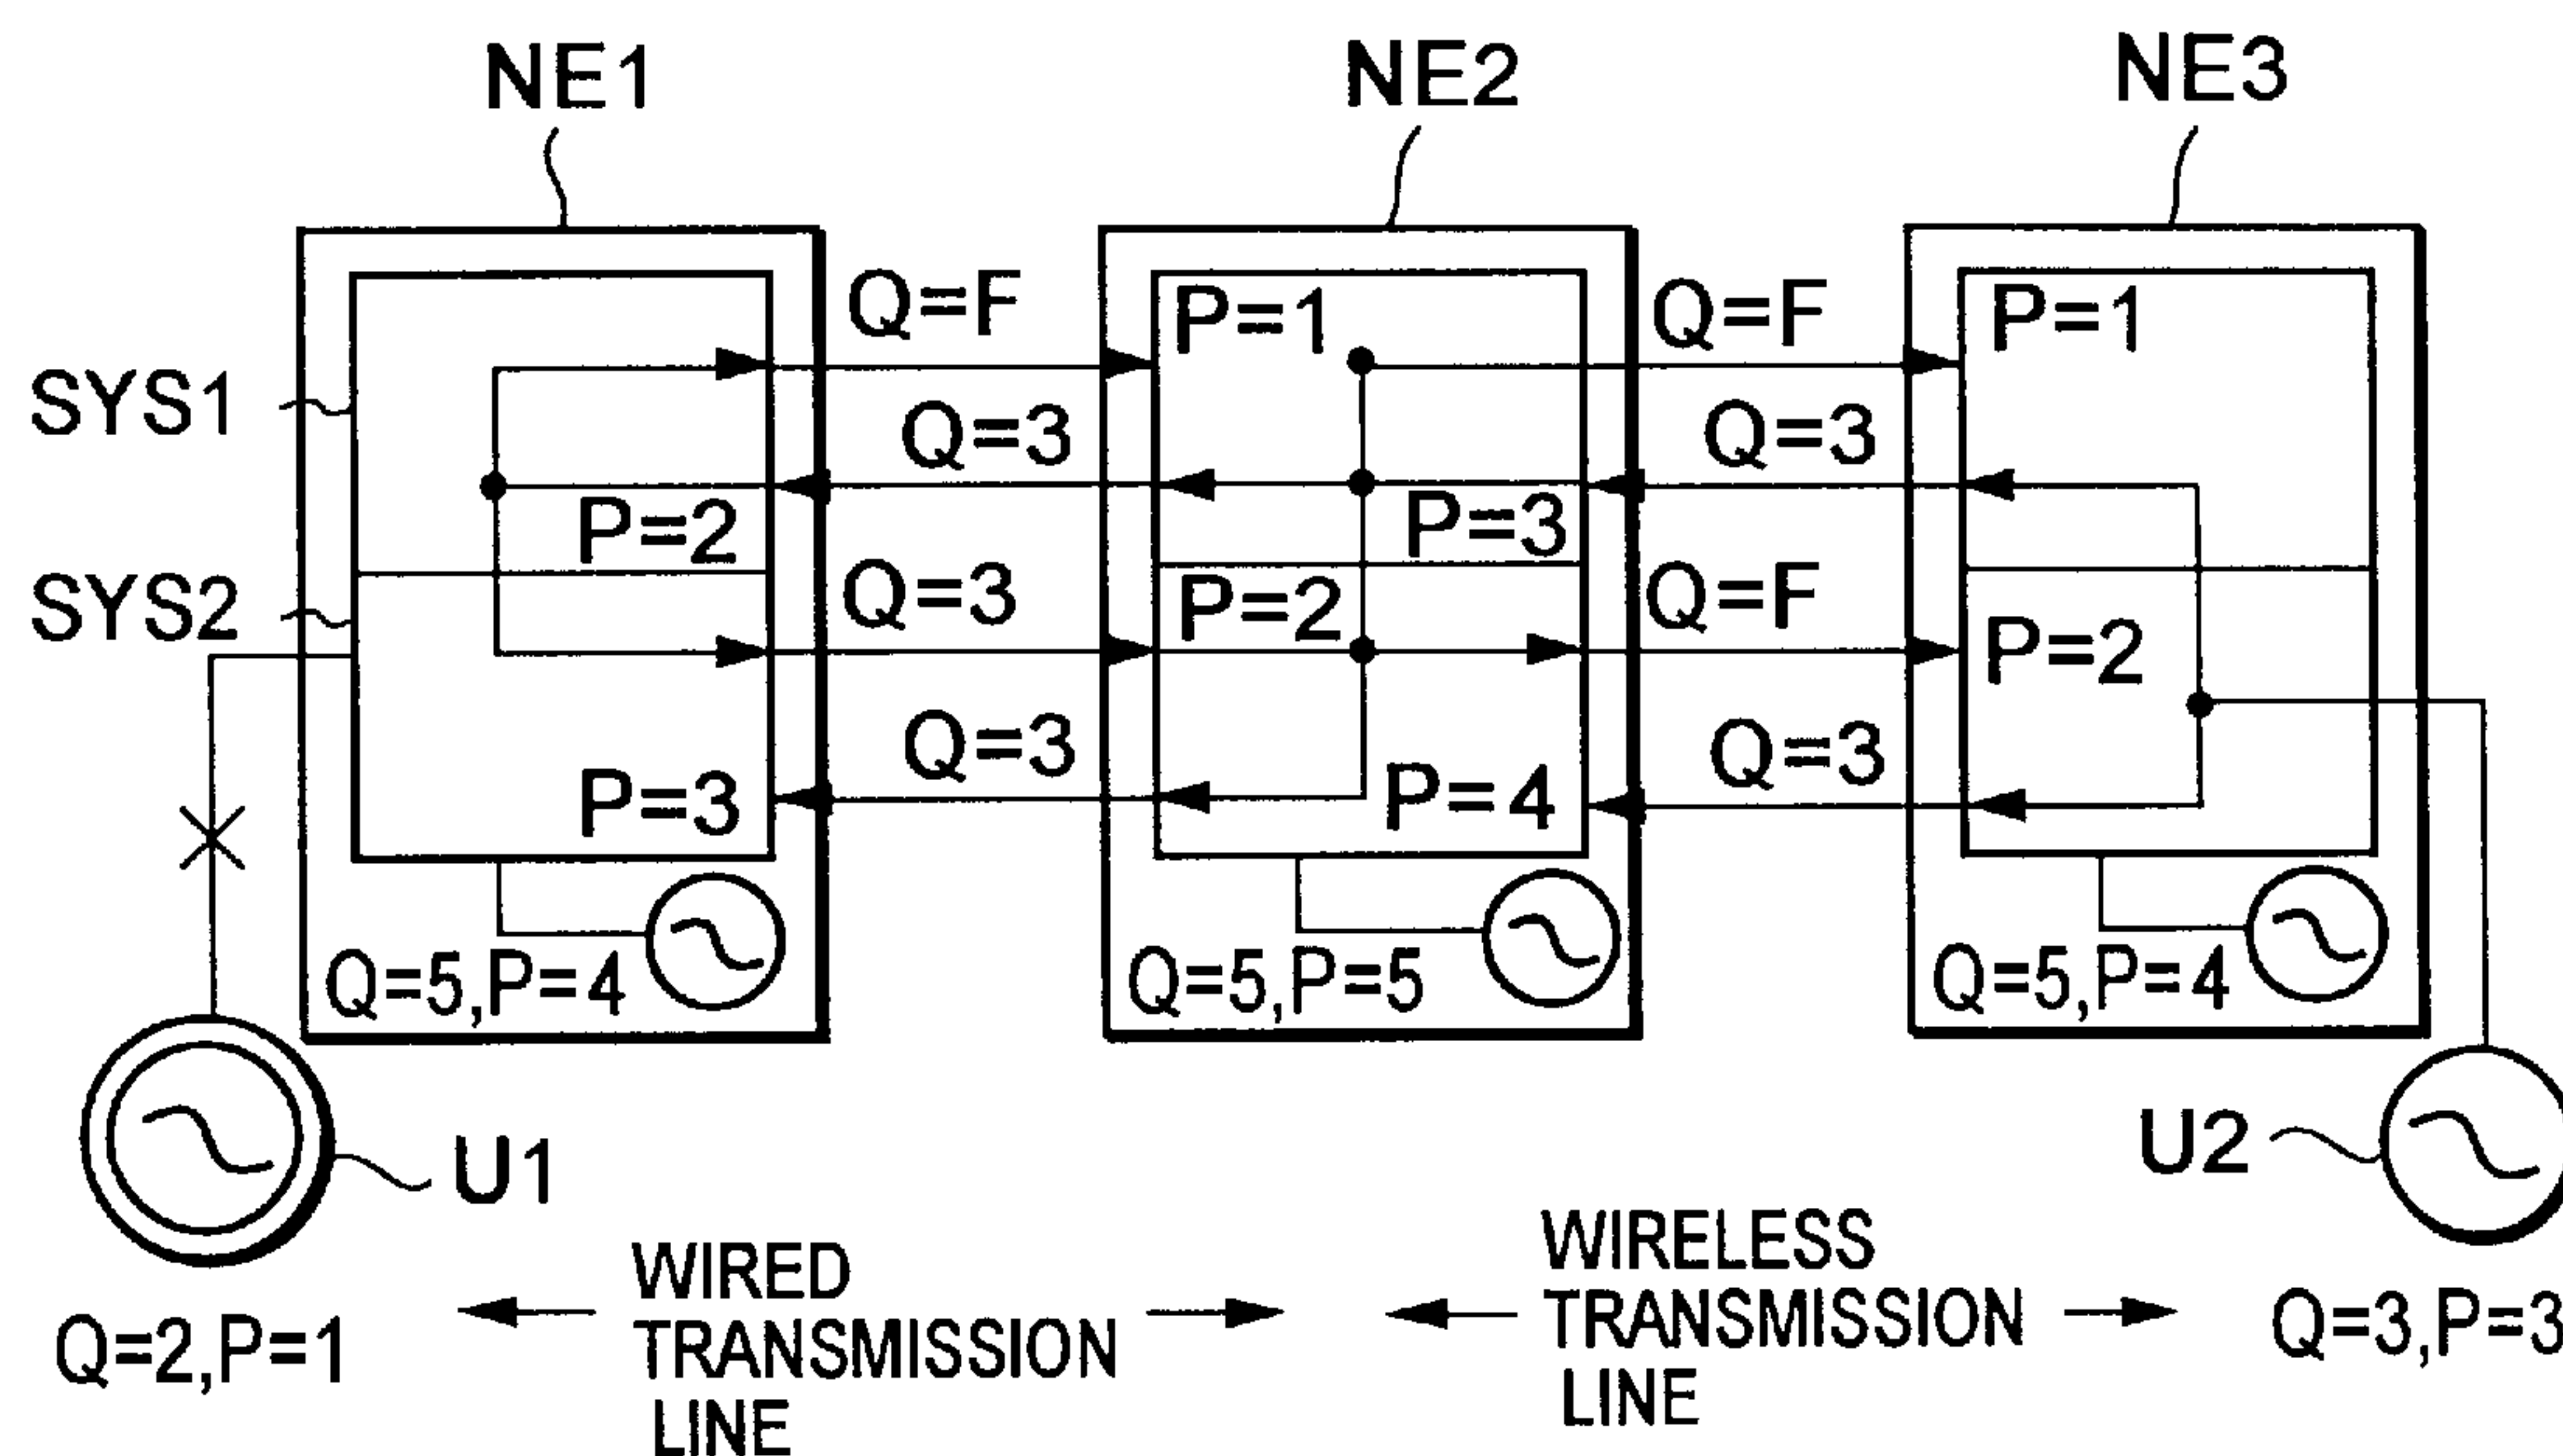 NE1 NE2 NE3
Q=F P=1 Q=F P=1
SYS1 Q=3 Q=3
P=2 P=3
SYS2 Q=3 P=2 Q=F P=2
Q=3 Q=3
P=3 P=4
Q=5,P=4 Q=5,P=5 Q=5,P=4
U1 U2
WIRED
TRANSMISSION
LINE
WIRELESS
TRANSMISSION
LINE
Q=2,P=1 Q=3,P=3